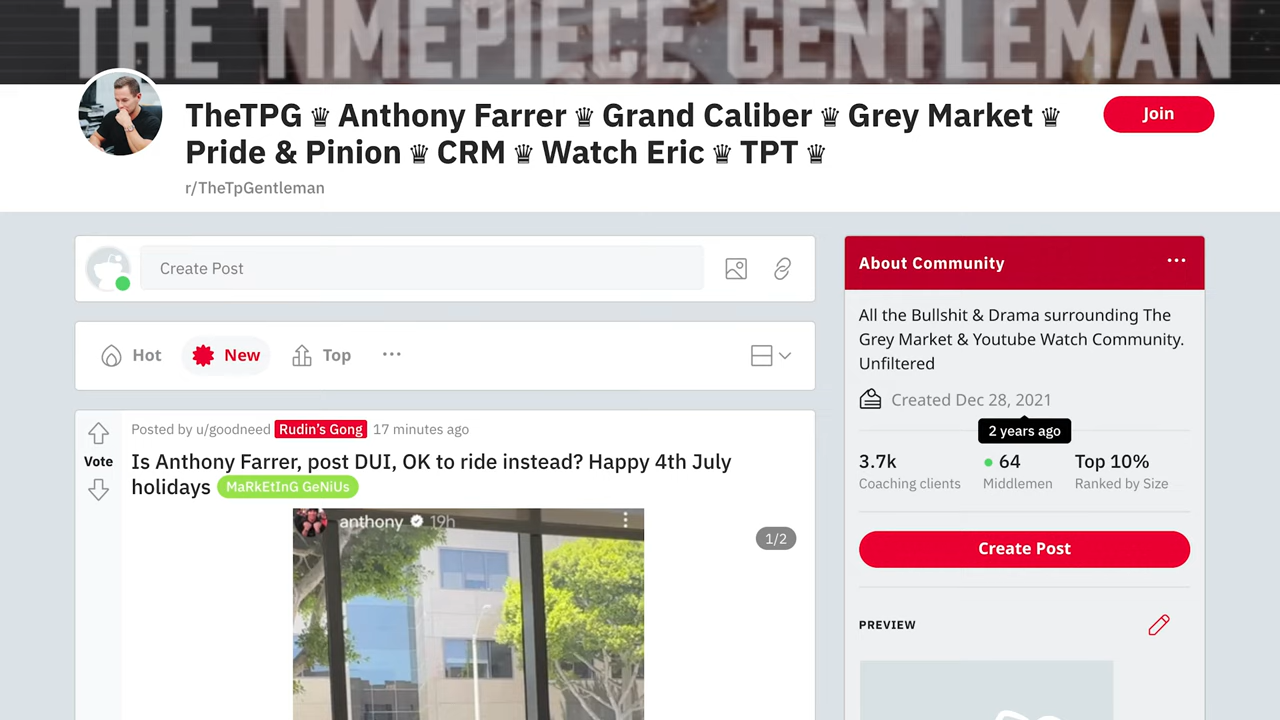 THE TIMEPIECE GENTLEMAN
TheTPG ♛ Anthony Farrer ♛ Grand Caliber ♛ Grey Market ♛
Pride & Pinion ♛ CRM ♛ Watch Eric ♛ TPT ♛
r/TheTpGentleman
Join
Create Post
Hot
New
Top
...
Vote
Posted by u/goodneed Rudin's Gong 17 minutes ago
Is Anthony Farrer, post DUI, OK to ride instead? Happy 4th July
holidays MaRkEtInG GeNiUs
anthony 19h
1/2
About Community
...
All the Bullshit & Drama surrounding The
Grey Market & Youtube Watch Community.
Unfiltered
Created Dec 28, 2021
2 years ago
3.7k 64 Top 10%
Coaching clients Middlemen Ranked by Size
Create Post
PREVIEW